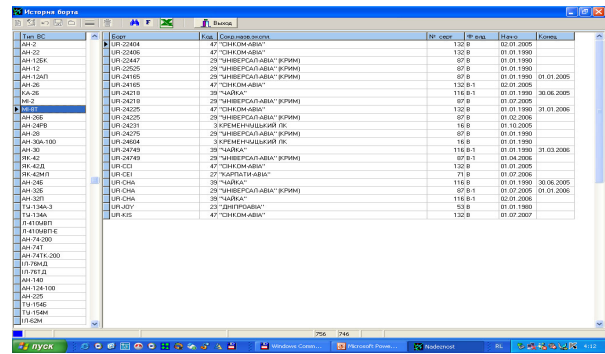 История борта
F
Выход
Тип ВС
АН-2
АН-22
АН-12БК
АН-12
АН-12АП
АН-26
КА-26
МІ-2
МІ-8Т
АН-26Б
АН-24РВ
АН-28
АН-30А-100
АН-30
ЯК-42
ЯК-42Д
ЯК-42МЛ
АН-24Б
АН-32Б
АН-32П
ТУ-134А-3
ТУ-134А
Л-410УВП
Л-410УВП-Е
АН-74-200
АН-74Т
АН-74ТК-200
ІЛ-76МД
ІЛ-76ТД
АН-140
АН-124-100
АН-225
ТУ-154Б
ТУ-154М
ІЛ-62М
Борт Код Сокр.назв.экспл. № серт Начо Конец
UR-22404 47 "СІНКОМ-АВІА" 132 В 02.01.2005
UR-22406 47 "СІНКОМ-АВІА" 132 В 01.01.1990
UR-22447 29 "УНІВЕРСАЛ-АВІА" (КРИМ) 87 В 01.01.1990
UR-22525 29 "УНІВЕРСАЛ-АВІА" (КРИМ) 87 В 01.01.1990
UR-24165 29 "УНІВЕРСАЛ-АВІА" (КРИМ) 87 В-1 01.01.1990 01.01.2005
UR-24165 47 "СІНКОМ-АВІА" 132 В-1 02.01.2005
UR-24218 39 "ЧАЙКА" 116 В-1 01.01.1990 30.06.2005
UR-24218 29 "УНІВЕРСАЛ-АВІА" (КРИМ) 87 В 01.07.2005
UR-24225 47 "СІНКОМ-АВІА" 132 В 01.01.1990 31.01.2006
UR-24225 29 "УНІВЕРСАЛ-АВІА" (КРИМ) 87 В 01.02.2006
UR-24231 3 КРЕМЕНЧУЦЬКИЙ ЛК 16 В 01.10.2005
UR-24275 29 "УНІВЕРСАЛ-АВІА" (КРИМ) 87 В 01.01.1990
UR-24604 3 КРЕМЕНЧУЦЬКИЙ ЛК 16 В 01.01.1990
UR-24749 39 "ЧАЙКА" 116 В-1 01.01.1990 31.03.2006
UR-24749 29 "УНІВЕРСАЛ-АВІА" (КРИМ) 87 В-1 01.04.2006
UR-CCI 47 "СІНКОМ-АВІА" 132 В 01.01.2005
UR-CEI 27 "КАРПАТИ-АВІА" 71 В 01.07.2006
UR-CHA 39 "ЧАЙКА" 116 В 01.01.1990 30.06.2005
UR-CHA 29 "УНІВЕРСАЛ-АВІА" (КРИМ) 87 В-1 01.07.2005 01.01.2006
UR-CHA 39 "ЧАЙКА" 116 В-1 02.01.2006
UR-JOY 23 "ДНІПРОАВІА" 53 В 01.01.1980
UR-KIS 47 "СІНКОМ-АВІА" 132 В 01.07.2007
756 746
пуск
Windows Comm...
Microsoft Powe...
Nadeznost
RL
4:12